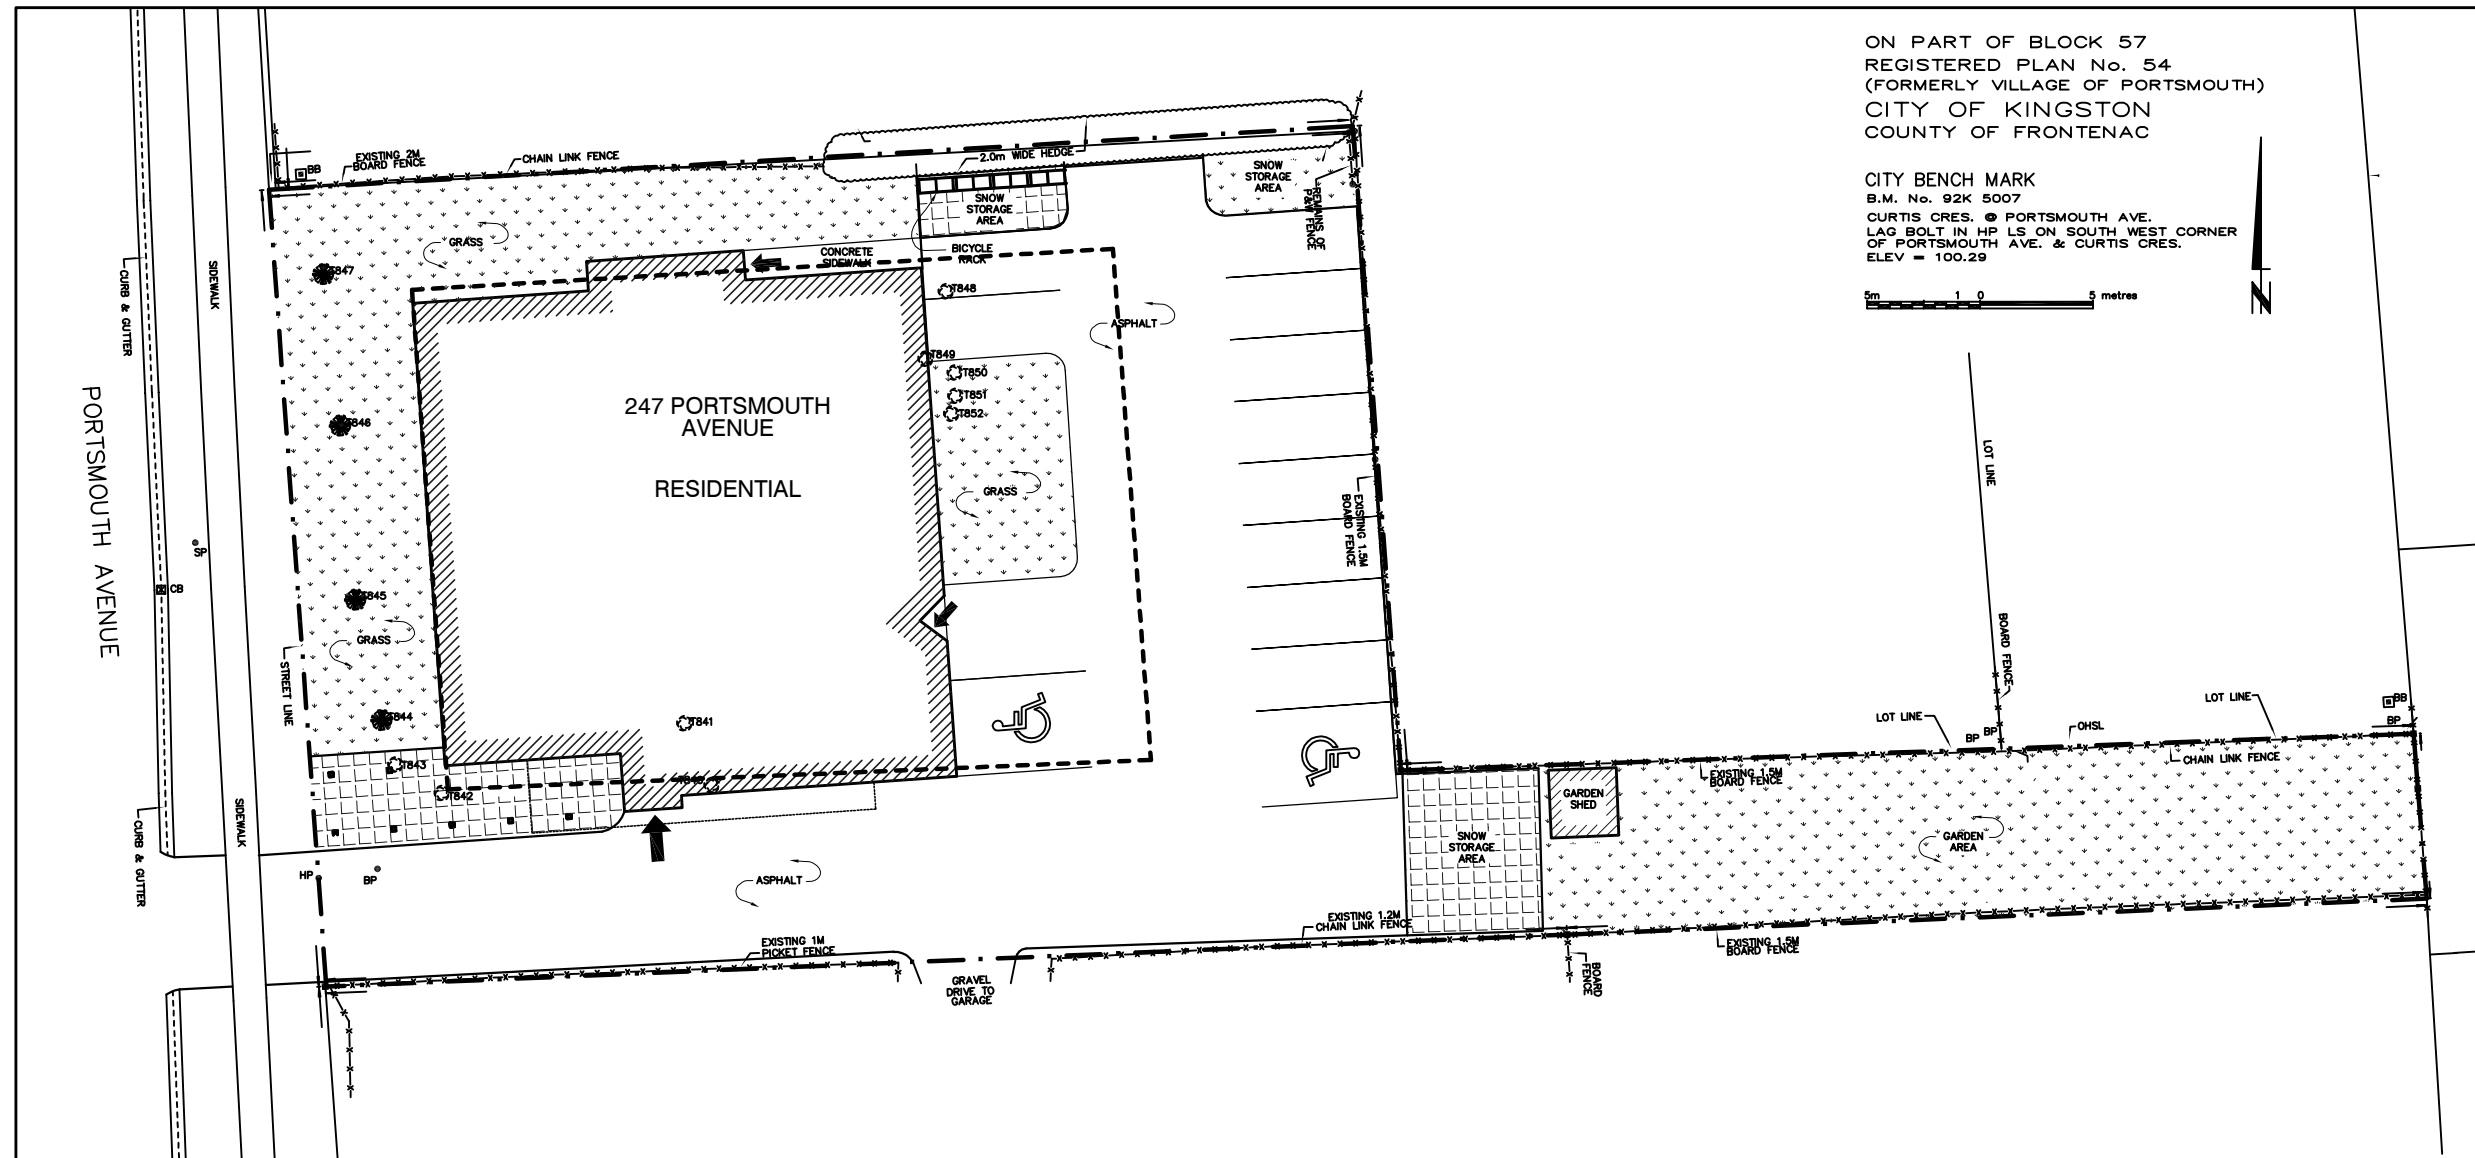 ON PART OF BLOCK 57
REGISTERED PLAN No. 54
(FORMERLY VILLAGE OF PORTSMOUTH)
CITY OF KINGSTON
COUNTY OF FRONTENAC
CITY BENCH MARK
B.M. No. 92K 5007
CURTIS CRES. @ PORTSMOUTH AVE.
LAG BOLT IN HP LS ON SOUTH WEST CORNER
OF PORTSMOUTH AVE. & CURTIS CRES.
ELEV = 100.29
5m 1 0 5 metres
N
EXISTING 2M
BOARD FENCE
CHAIN LINK FENCE
BB
2.0m WIDE HEDGE
SNOW
STORAGE
AREA
SNOW
STORAGE
AREA
REMAINS OF
P&W FENCE
GRASS
CONCRETE
SIDEWALK
BICYCLE
RACK
T847
T848
ASPHALT
T849
T850
T851
T852
T846
247 PORTSMOUTH
AVENUE
RESIDENTIAL
GRASS
EXISTING 1.5M
BOARD FENCE
CURB & GUTTER
SIDEWALK
PORTSMOUTH AVENUE
SP
CB
T845
GRASS
STREET LINE
T844
T841
T843
T842
T840
SIDEWALK
CURB & GUTTER
HP
BP
ASPHALT
EXISTING 1M
PICKET FENCE
GRAVEL
DRIVE TO
GARAGE
EXISTING 1.2M
CHAIN LINK FENCE
SNOW
STORAGE
AREA
GARDEN
SHED
EXISTING 1.5M
BOARD FENCE
GARDEN
AREA
EXISTING 1.5M
BOARD FENCE
BOARD
FENCE
LOT LINE
BOARD FENCE
LOT LINE
BP
BP
OHSL
LOT LINE
CHAIN LINK FENCE
BB
BP